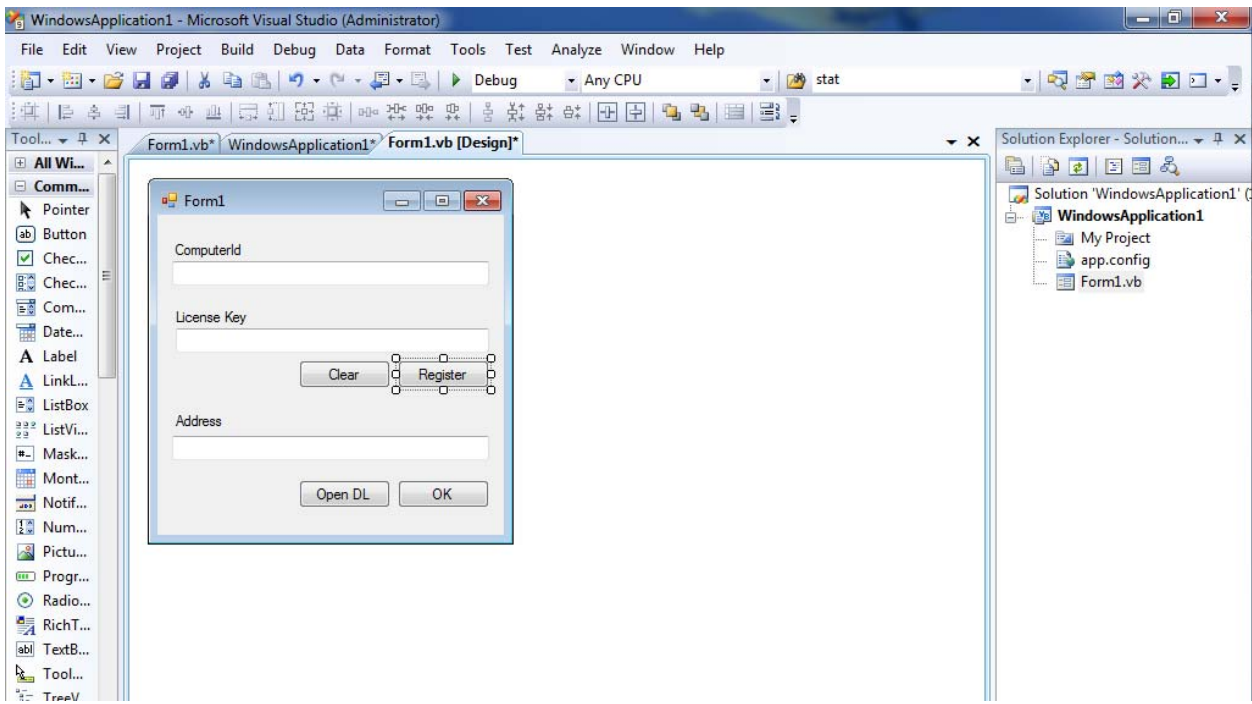 WindowsApplication1 - Microsoft Visual Studio (Administrator)
File Edit View Project Build Debug Data Format Tools Test Analyze Window Help
Debug Any CPU stat
Tool...
Form1.vb* WindowsApplication1* Form1.vb [Design]*
Solution Explorer - Solution...
All Wi...
Comm...
Pointer
Button
Chec...
Chec...
Com...
Date...
Label
LinkL...
ListBox
ListVi...
Mask...
Mont...
Notif...
Num...
Pictu...
Progr...
Radio...
RichT...
TextB...
Tool...
TreeV
Form1
ComputerId
License Key
Clear Register
Address
Open DL OK
Solution 'WindowsApplication1' (
WindowsApplication1
My Project
app.config
Form1.vb